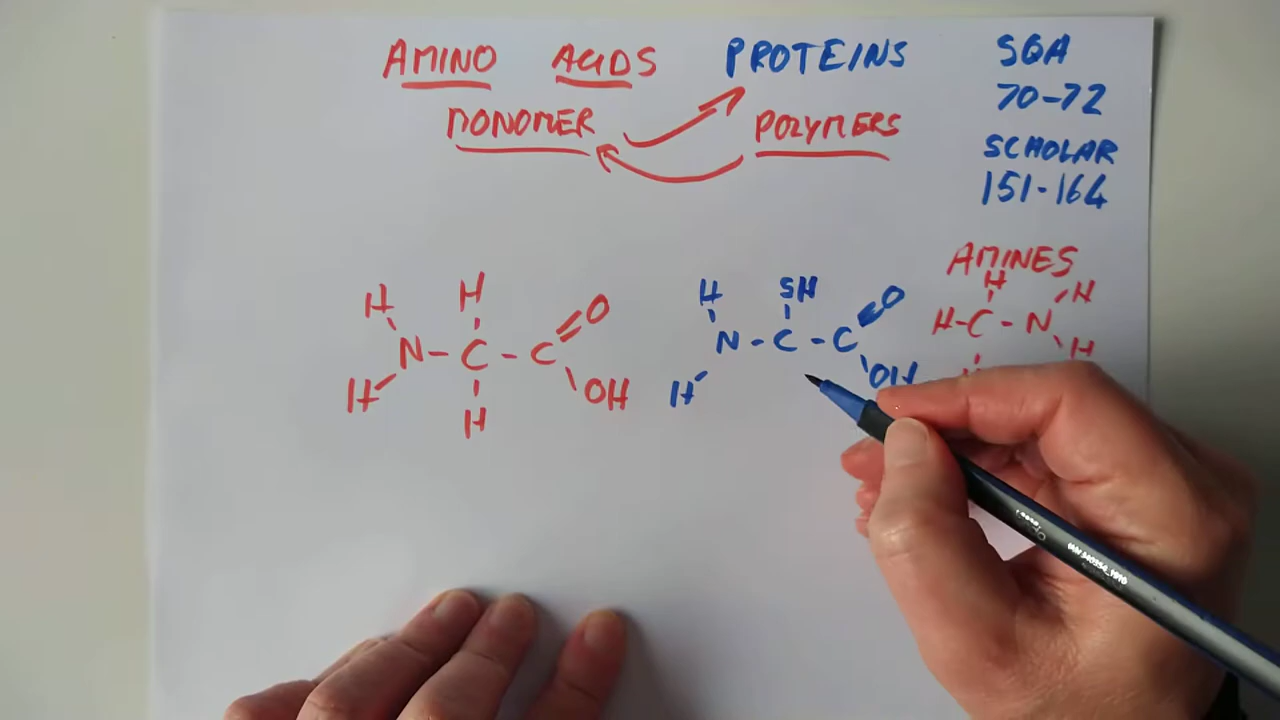 AMINO ACIDS PROTEINS
MONOMER POLYMERS
SQA
70-72
SCHOLAR
151-164
AMINES
H H O
N - C - C
H H OH
H SH O
N - C - C
H OH
H H
H-C-N
H